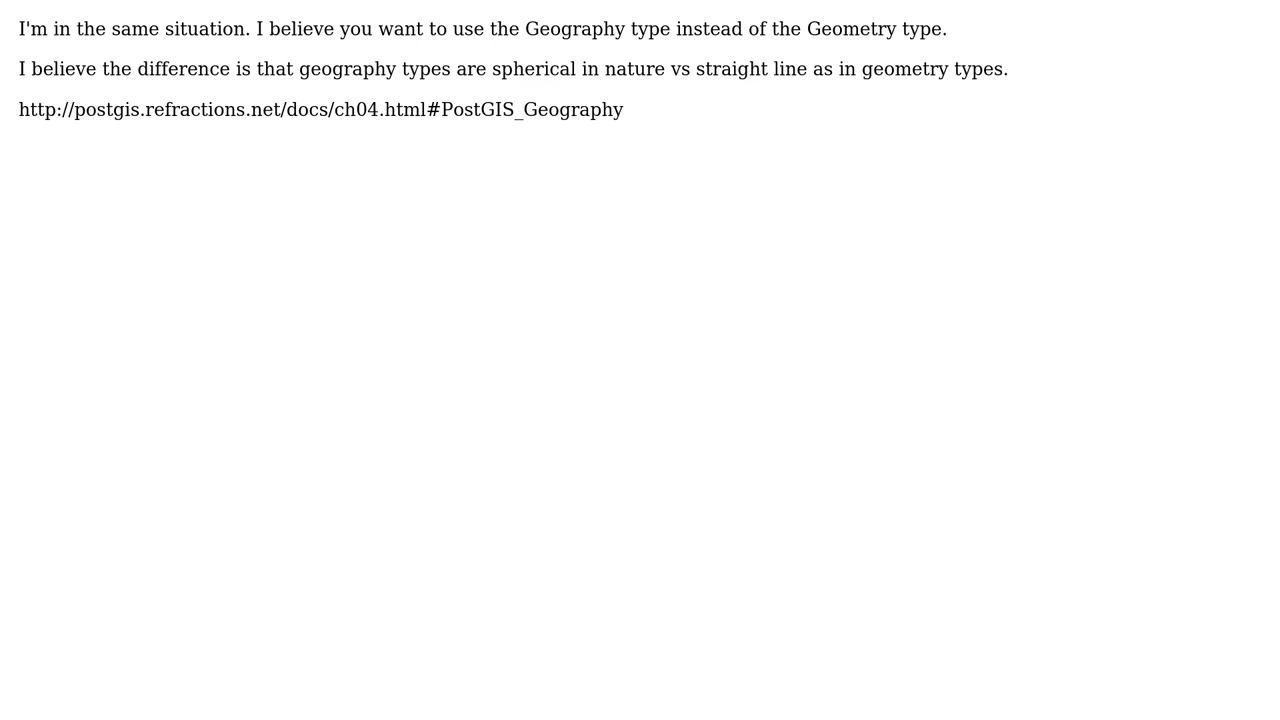 I'm in the same situation. I believe you want to use the Geography type instead of the Geometry type.
I believe the difference is that geography types are spherical in nature vs straight line as in geometry types.
http://postgis.refractions.net/docs/ch04.html#PostGIS_Geography